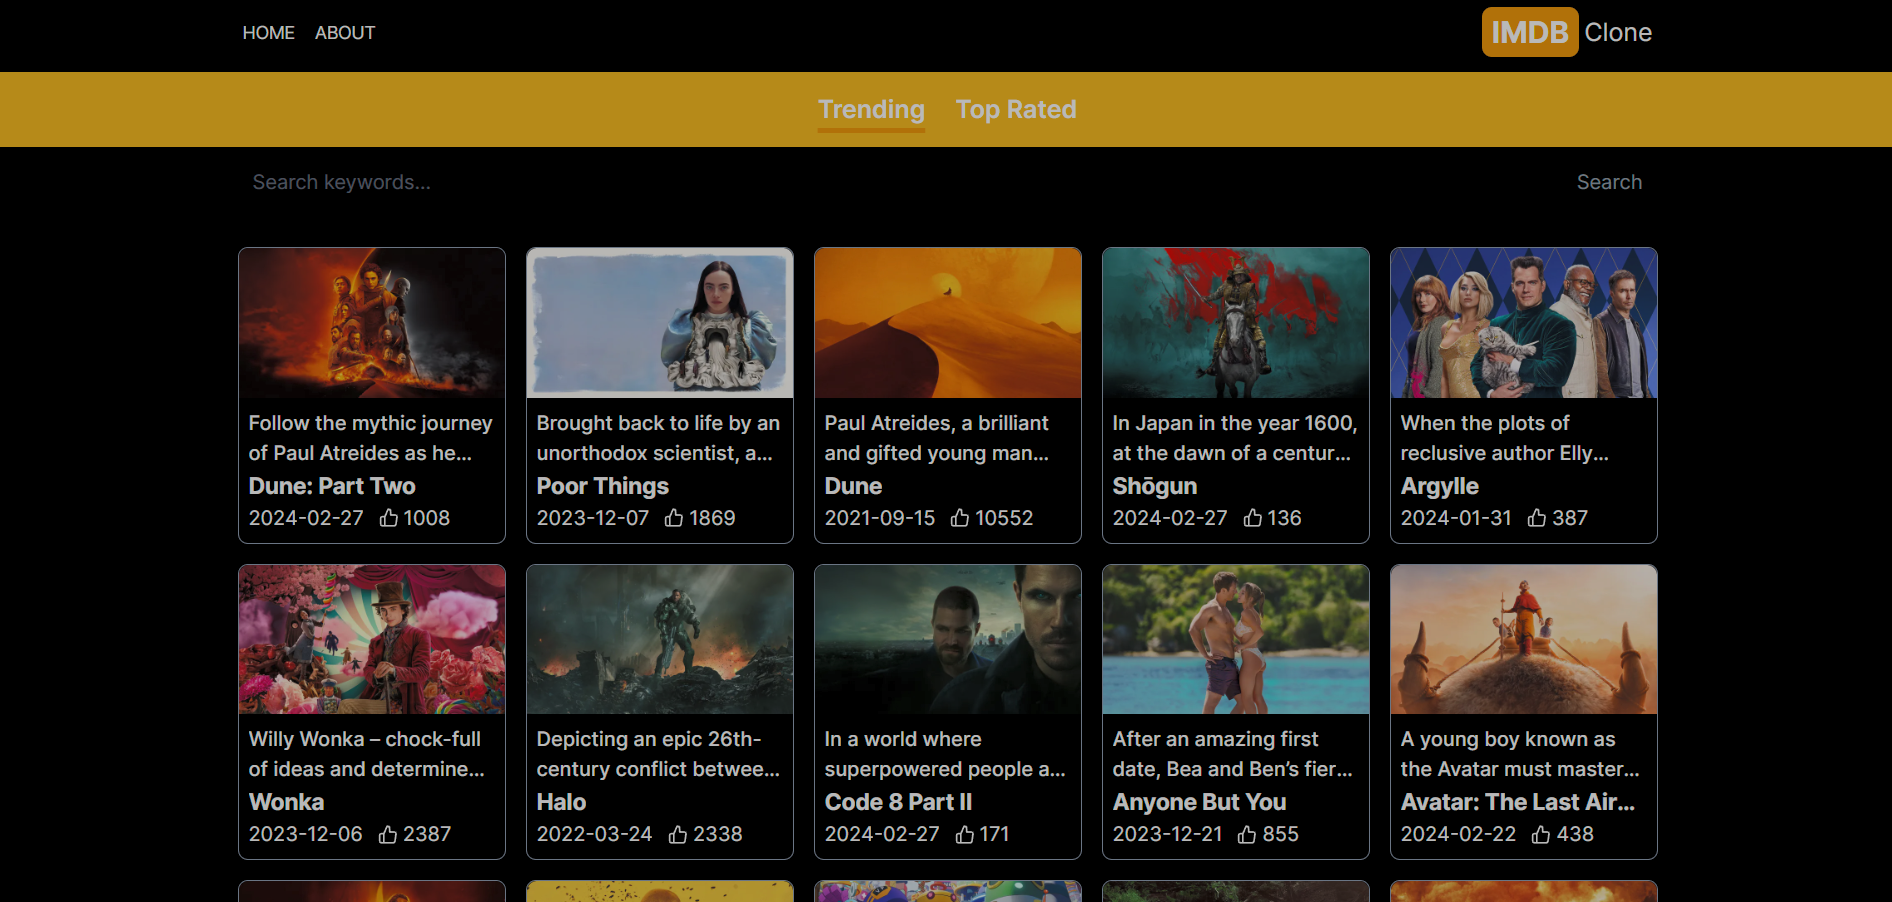 HOME ABOUT IMDB Clone
Trending Top Rated
Search keywords... Search
Follow the mythic journey
of Paul Atreides as he...
Dune: Part Two
2024-02-27 1008
Brought back to life by an
unorthodox scientist, a...
Poor Things
2023-12-07 1869
Paul Atreides, a brilliant
and gifted young man...
Dune
2021-09-15 10552
In Japan in the year 1600,
at the dawn of a centur...
Shōgun
2024-02-27 136
When the plots of
reclusive author Elly...
Argylle
2024-01-31 387
Willy Wonka – chock-full
of ideas and determine...
Wonka
2023-12-06 2387
Depicting an epic 26th-
century conflict betwee...
Halo
2022-03-24 2338
In a world where
superpowered people a...
Code 8 Part II
2024-02-27 171
After an amazing first
date, Bea and Ben’s fier...
Anyone But You
2023-12-21 855
A young boy known as
the Avatar must master...
Avatar: The Last Air...
2024-02-22 438